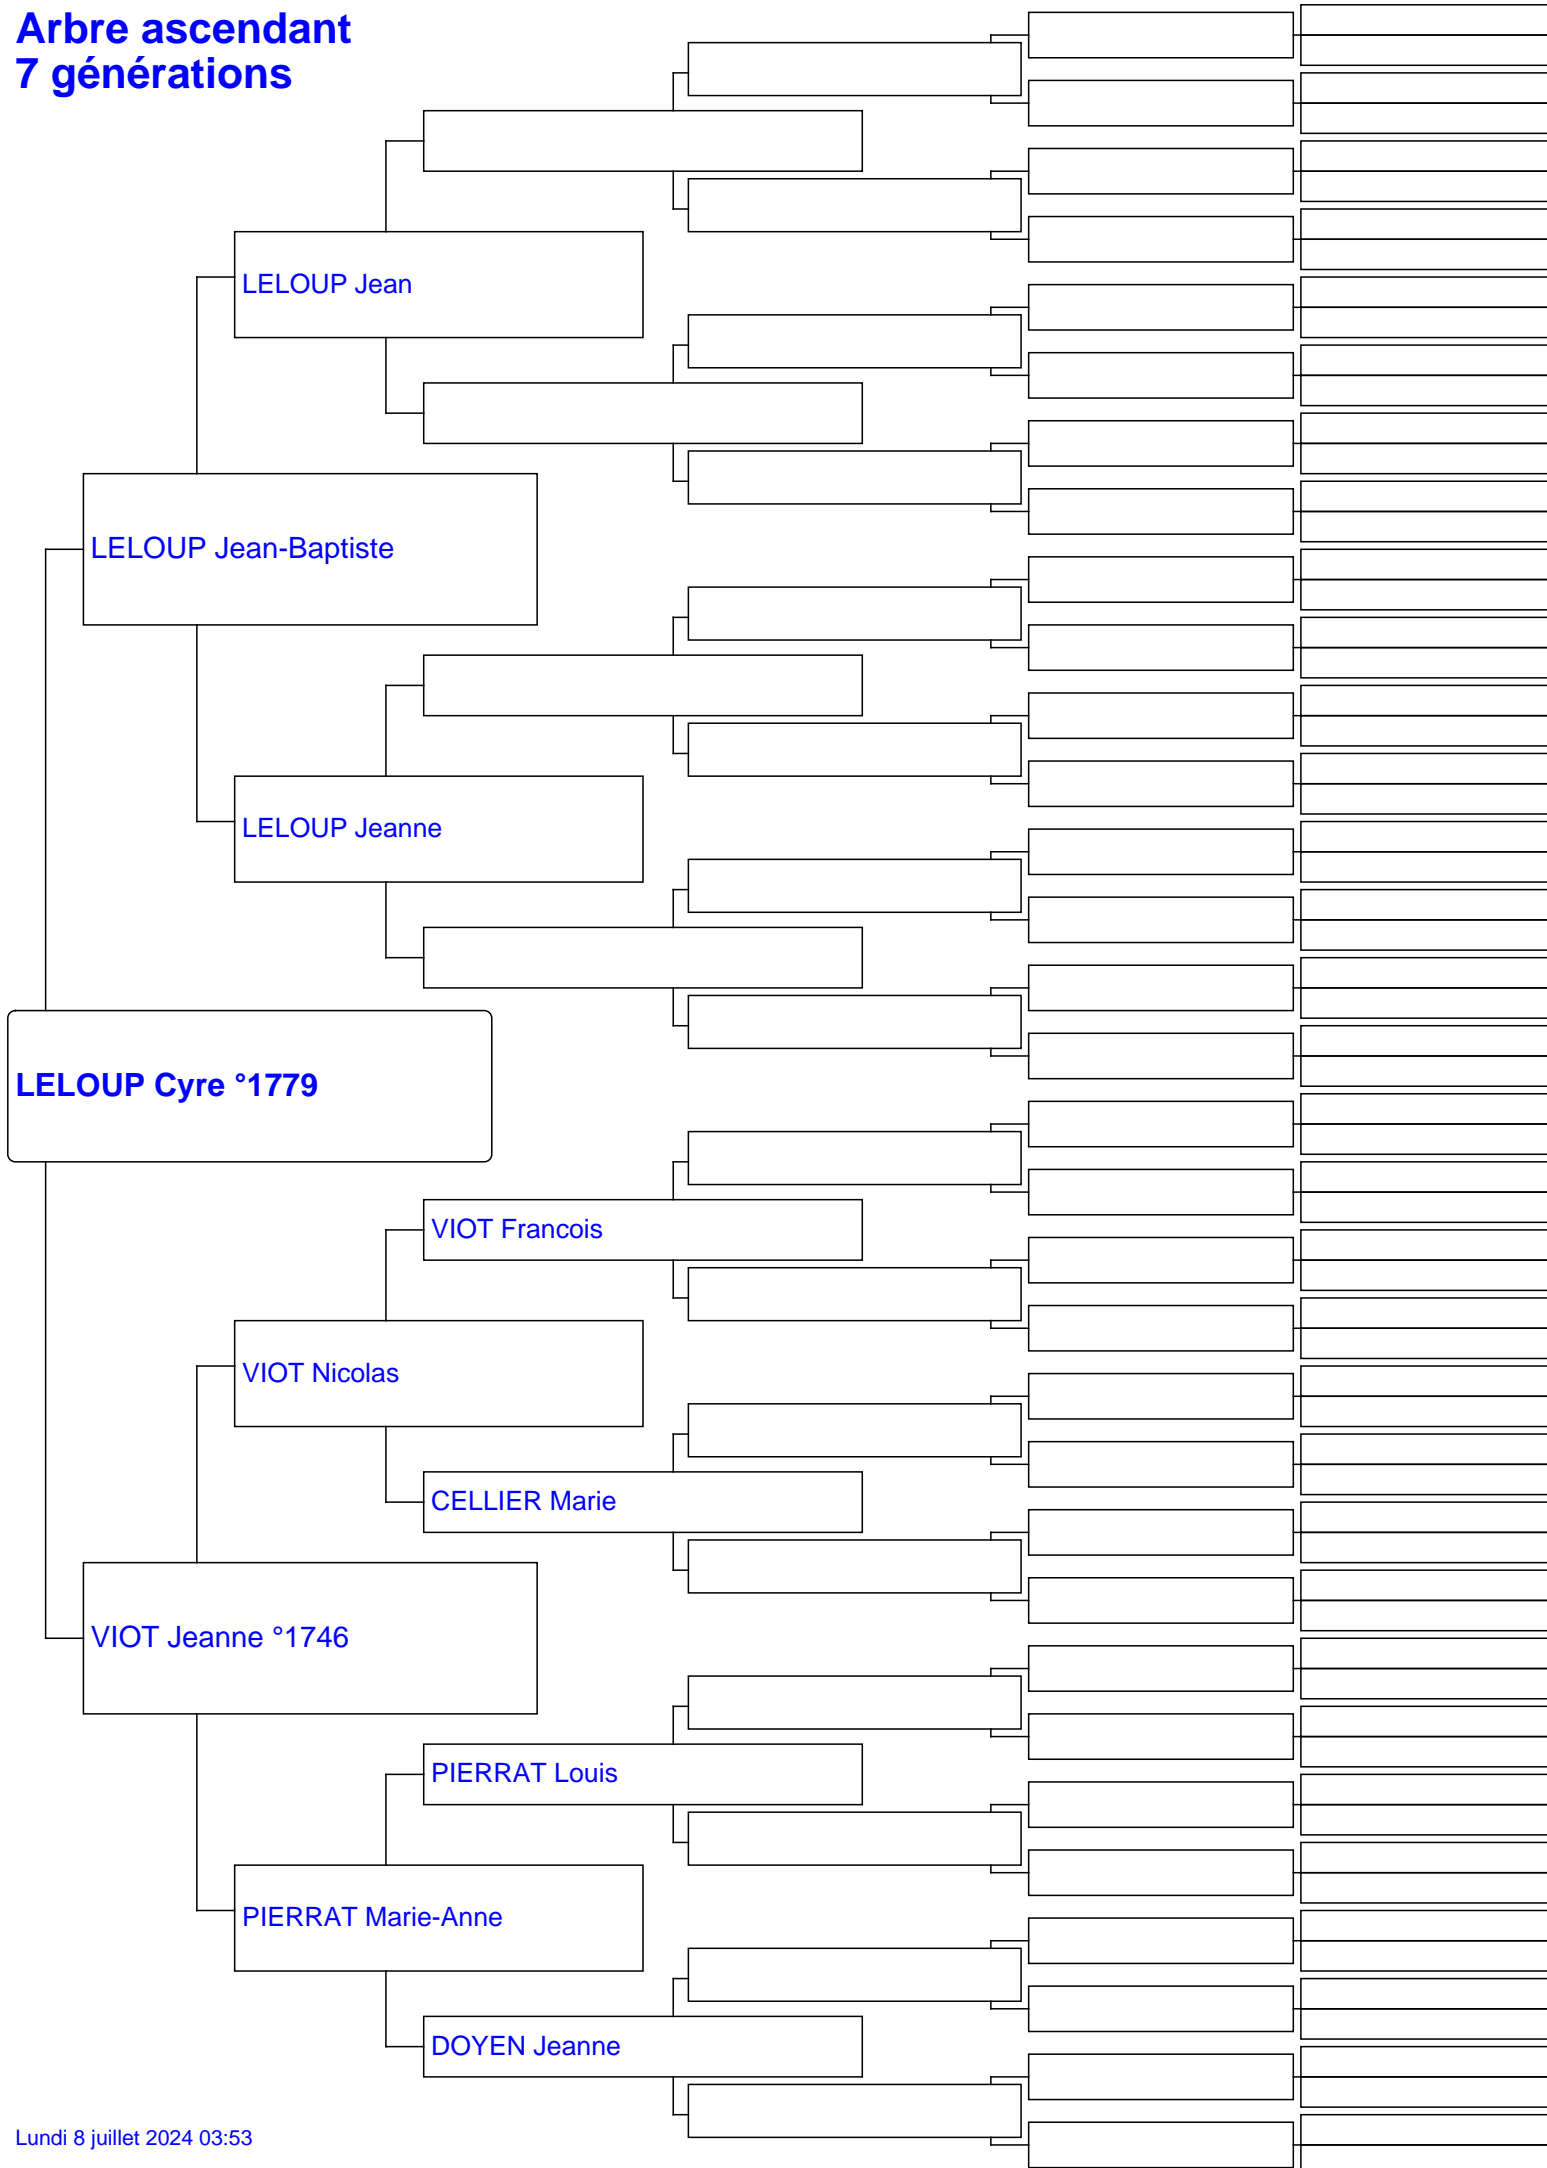 Arbre ascendant
7 générations
LELOUP Jean
LELOUP Jean-Baptiste
LELOUP Jeanne
LELOUP Cyre °1779
VIOT Francois
VIOT Nicolas
CELLIER Marie
VIOT Jeanne °1746
PIERRAT Louis
PIERRAT Marie-Anne
DOYEN Jeanne
Lundi 8 juillet 2024 03:53